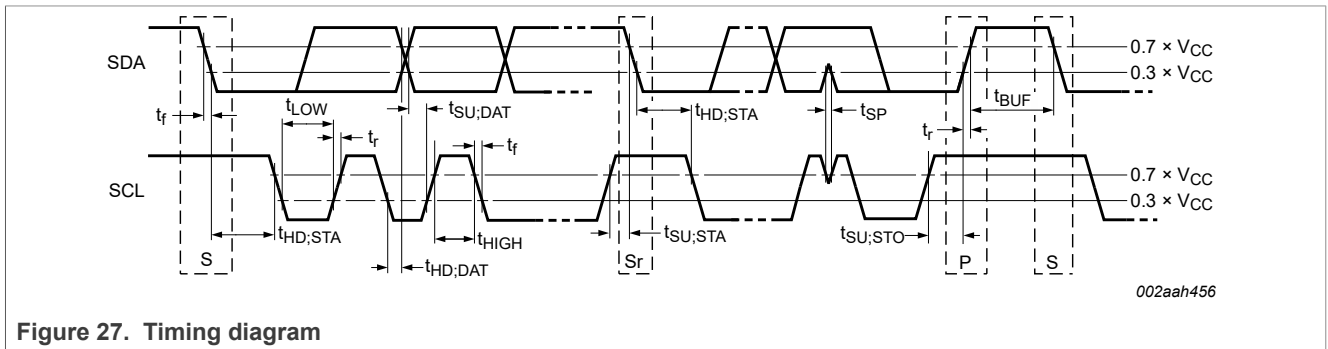 SDA
0.7 × VCC
0.3 × VCC
tf
tLOW
tr
tSU;DAT
tf
tHD;STA
tSP
tr
tBUF
SCL
0.7 × VCC
0.3 × VCC
tHD;STA
tHD;DAT
tHIGH
tSU;STA
tSU;STO
S
Sr
P
S
002aah456
Figure 27. Timing diagram